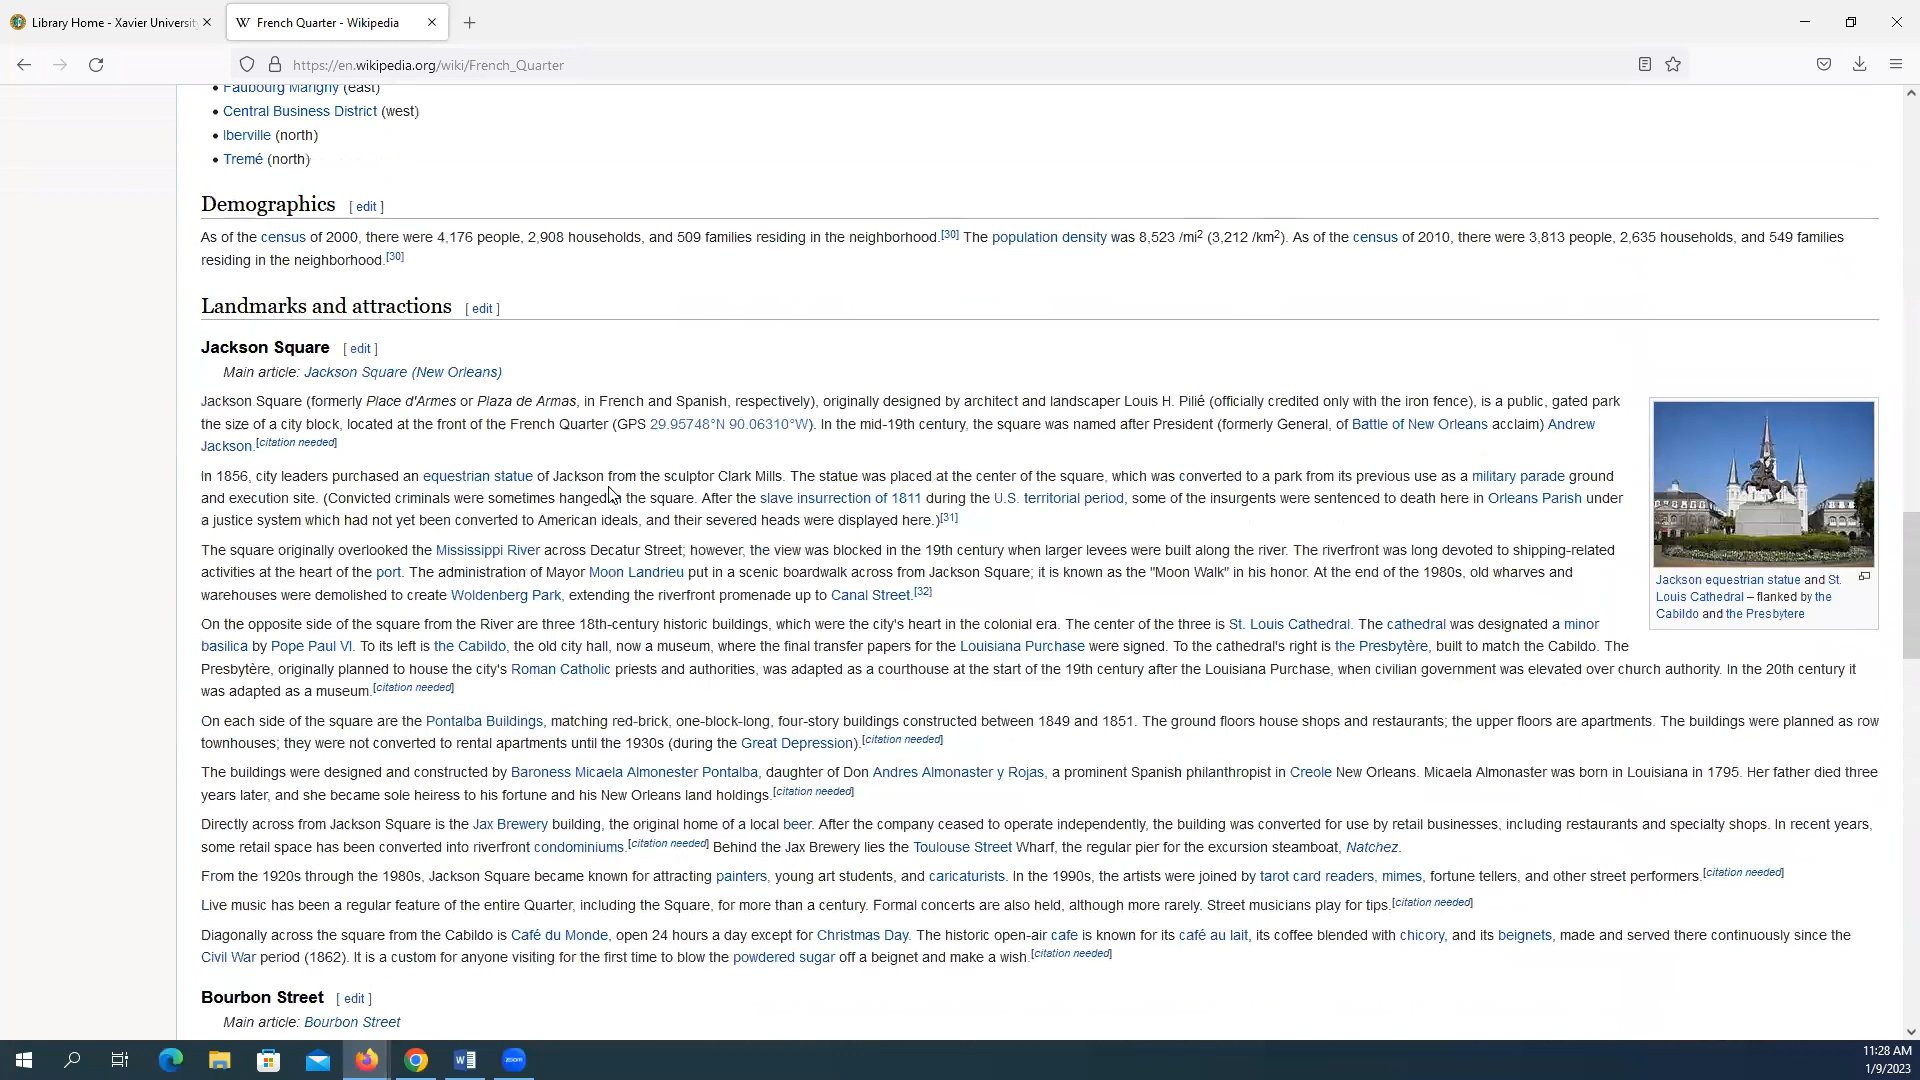 Library Home - Xavier Universit
French Quarter - Wikipedia
https://en.wikipedia.org/wiki/French_Quarter
Faubourg Marigny (east)
Central Business District (west)
Iberville (north)
Tremé (north)
Demographics [ edit ]
As of the census of 2000, there were 4,176 people, 2,908 households, and 509 families residing in the neighborhood.[30] The population density was 8,523 /mi2 (3,212 /km2). As of the census of 2010, there were 3,813 people, 2,635 households, and 549 families
residing in the neighborhood.[30]
Landmarks and attractions [ edit ]
Jackson Square [ edit ]
Main article: Jackson Square (New Orleans)
Jackson Square (formerly Place d'Armes or Plaza de Armas, in French and Spanish, respectively), originally designed by architect and landscaper Louis H. Pilié (officially credited only with the iron fence), is a public, gated park
the size of a city block, located at the front of the French Quarter (GPS 29.95748°N 90.06310°W). In the mid-19th century, the square was named after President (formerly General, of Battle of New Orleans acclaim) Andrew
Jackson.[citation needed]
In 1856, city leaders purchased an equestrian statue of Jackson from the sculptor Clark Mills. The statue was placed at the center of the square, which was converted to a park from its previous use as a military parade ground
and execution site. (Convicted criminals were sometimes hanged in the square. After the slave insurrection of 1811 during the U.S. territorial period, some of the insurgents were sentenced to death here in Orleans Parish under
a justice system which had not yet been converted to American ideals, and their severed heads were displayed here.)[31]
The square originally overlooked the Mississippi River across Decatur Street; however, the view was blocked in the 19th century when larger levees were built along the river. The riverfront was long devoted to shipping-related
activities at the heart of the port. The administration of Mayor Moon Landrieu put in a scenic boardwalk across from Jackson Square; it is known as the "Moon Walk" in his honor. At the end of the 1980s, old wharves and
warehouses were demolished to create Woldenberg Park, extending the riverfront promenade up to Canal Street.[32]
Jackson equestrian statue and St.
Louis Cathedral – flanked by the
Cabildo and the Presbytere
On the opposite side of the square from the River are three 18th-century historic buildings, which were the city's heart in the colonial era. The center of the three is St. Louis Cathedral. The cathedral was designated a minor
basilica by Pope Paul VI. To its left is the Cabildo, the old city hall, now a museum, where the final transfer papers for the Louisiana Purchase were signed. To the cathedral's right is the Presbytère, built to match the Cabildo. The
Presbytère, originally planned to house the city's Roman Catholic priests and authorities, was adapted as a courthouse at the start of the 19th century after the Louisiana Purchase, when civilian government was elevated over church authority. In the 20th century it
was adapted as a museum.[citation needed]
On each side of the square are the Pontalba Buildings, matching red-brick, one-block-long, four-story buildings constructed between 1849 and 1851. The ground floors house shops and restaurants; the upper floors are apartments. The buildings were planned as row
townhouses; they were not converted to rental apartments until the 1930s (during the Great Depression).[citation needed]
The buildings were designed and constructed by Baroness Micaela Almonester Pontalba, daughter of Don Andres Almonaster y Rojas, a prominent Spanish philanthropist in Creole New Orleans. Micaela Almonaster was born in Louisiana in 1795. Her father died three
years later, and she became sole heiress to his fortune and his New Orleans land holdings.[citation needed]
Directly across from Jackson Square is the Jax Brewery building, the original home of a local beer. After the company ceased to operate independently, the building was converted for use by retail businesses, including restaurants and specialty shops. In recent years,
some retail space has been converted into riverfront condominiums.[citation needed] Behind the Jax Brewery lies the Toulouse Street Wharf, the regular pier for the excursion steamboat, Natchez.
From the 1920s through the 1980s, Jackson Square became known for attracting painters, young art students, and caricaturists. In the 1990s, the artists were joined by tarot card readers, mimes, fortune tellers, and other street performers.[citation needed]
Live music has been a regular feature of the entire Quarter, including the Square, for more than a century. Formal concerts are also held, although more rarely. Street musicians play for tips.[citation needed]
Diagonally across the square from the Cabildo is Café du Monde, open 24 hours a day except for Christmas Day. The historic open-air cafe is known for its café au lait, its coffee blended with chicory, and its beignets, made and served there continuously since the
Civil War period (1862). It is a custom for anyone visiting for the first time to blow the powdered sugar off a beignet and make a wish.[citation needed]
Bourbon Street [ edit ]
Main article: Bourbon Street
zoom
11:28 AM
1/9/2023